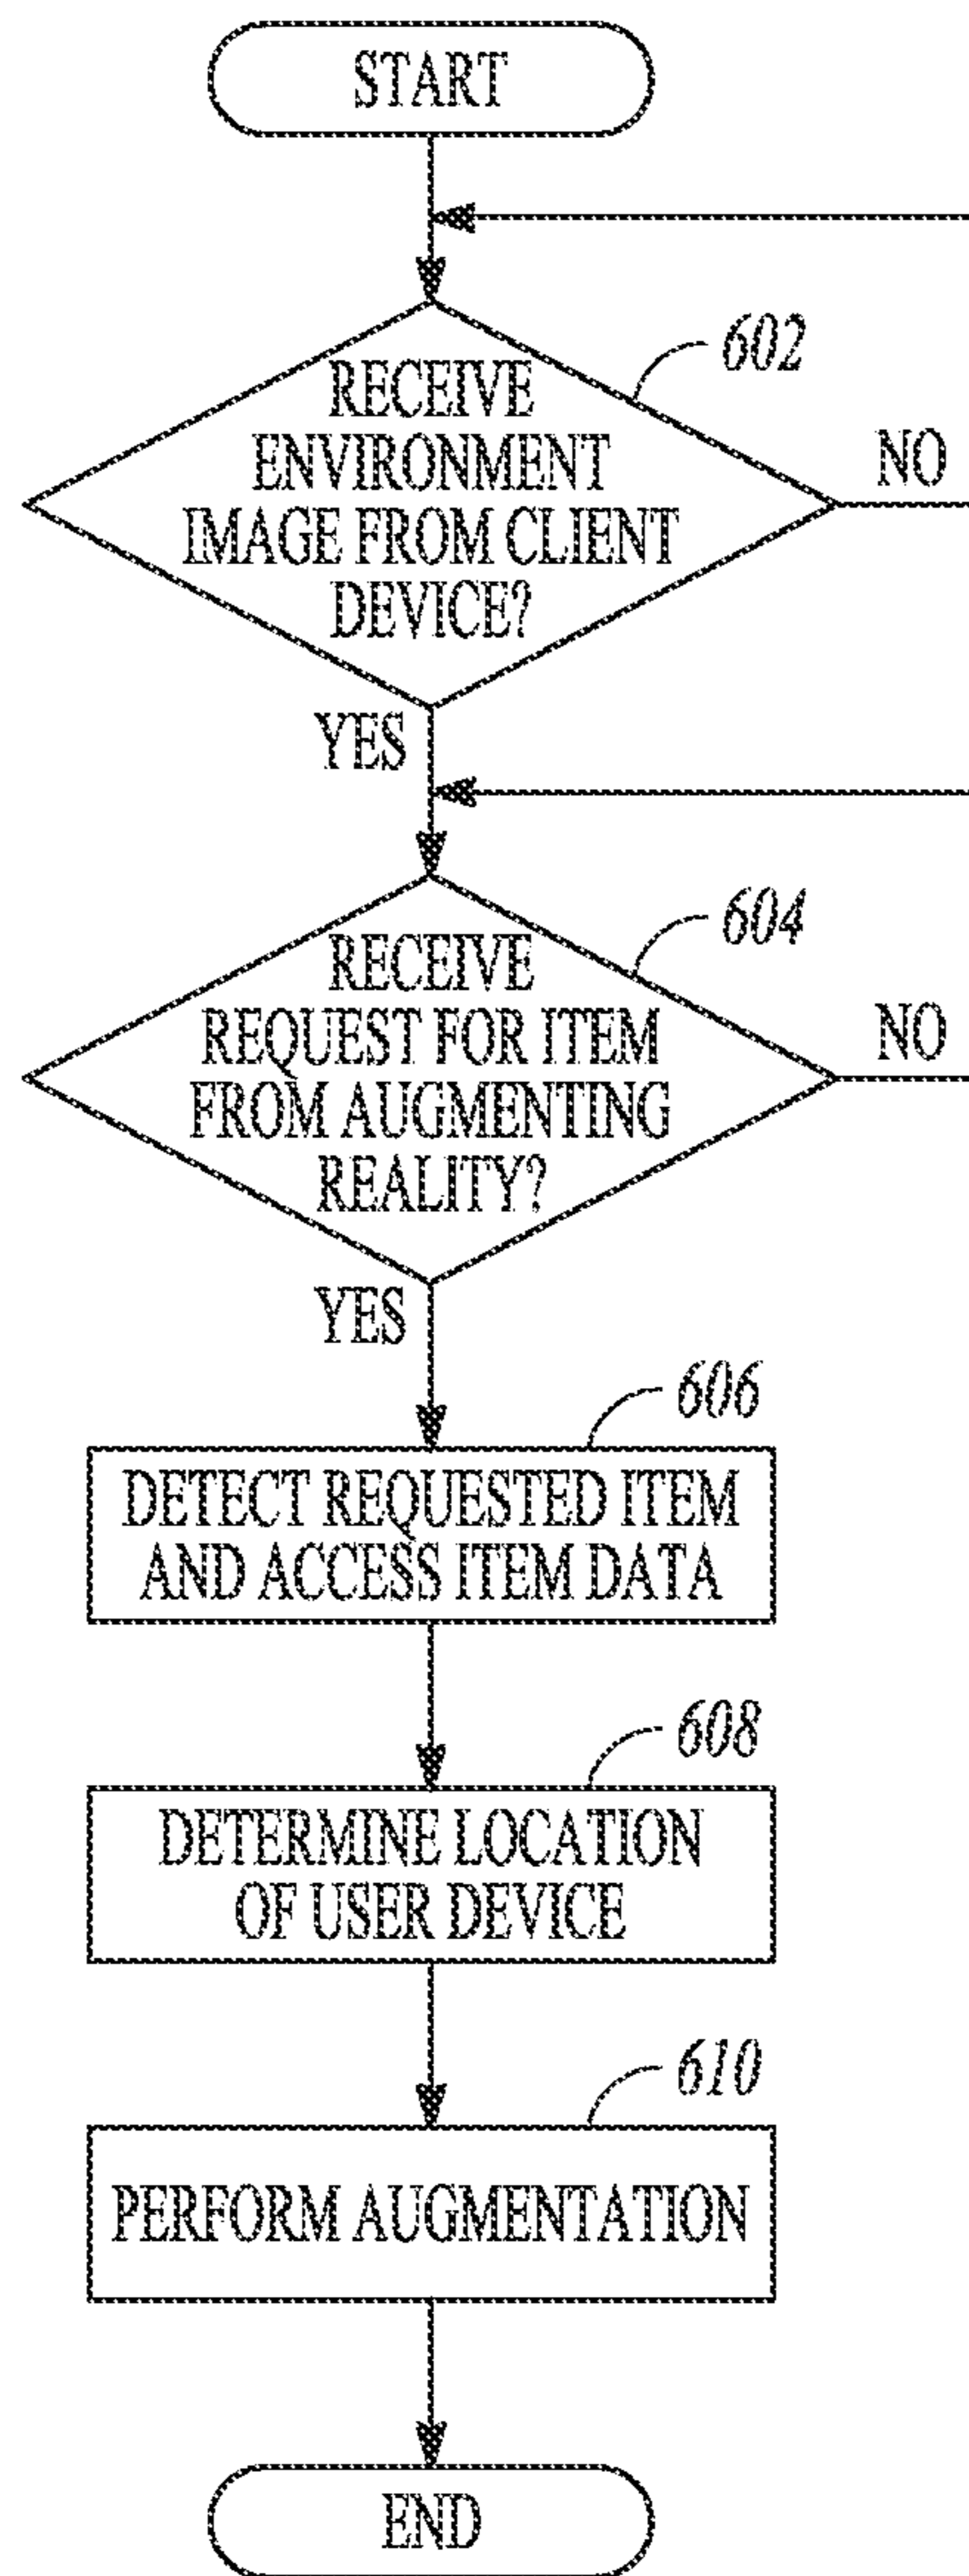 START
602
RECEIVE
ENVIRONMENT
IMAGE FROM CLIENT
DEVICE?
NO
YES
604
RECEIVE
REQUEST FOR ITEM
FROM AUGMENTING
REALITY?
NO
YES
606
DETECT REQUESTED ITEM
AND ACCESS ITEM DATA
608
DETERMINE LOCATION
OF USER DEVICE
610
PERFORM AUGMENTATION
END